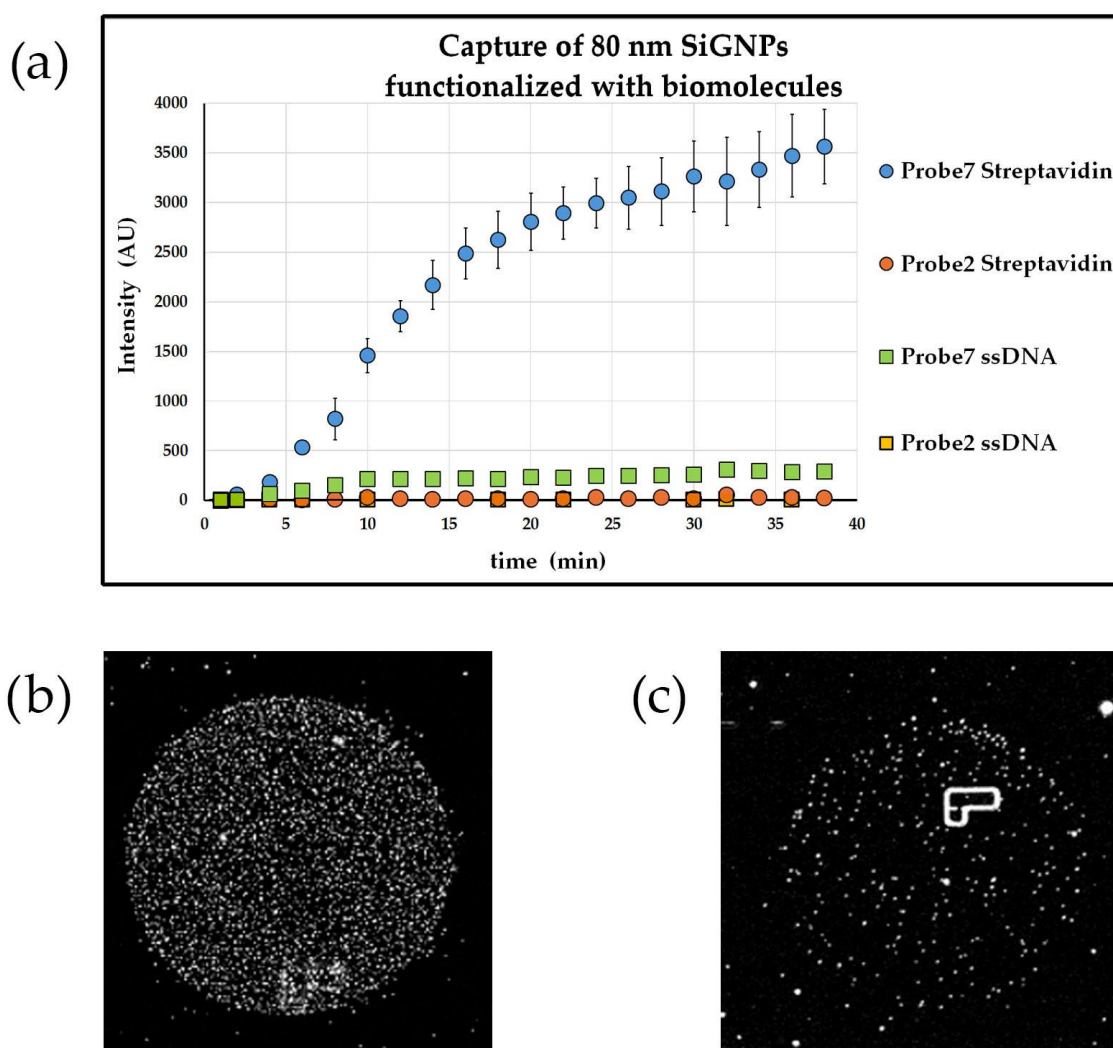 (a)
Capture of 80 nm SiGNPs
functionalized with biomolecules
4000
3500
3000
2500
2000
1500
1000
500
0
Intensity (AU)
0 5 10 15 20 25 30 35 40
time (min)
Probe7 Streptavidin
Probe2 Streptavidin
Probe7 ssDNA
Probe2 ssDNA
(b)
(c)